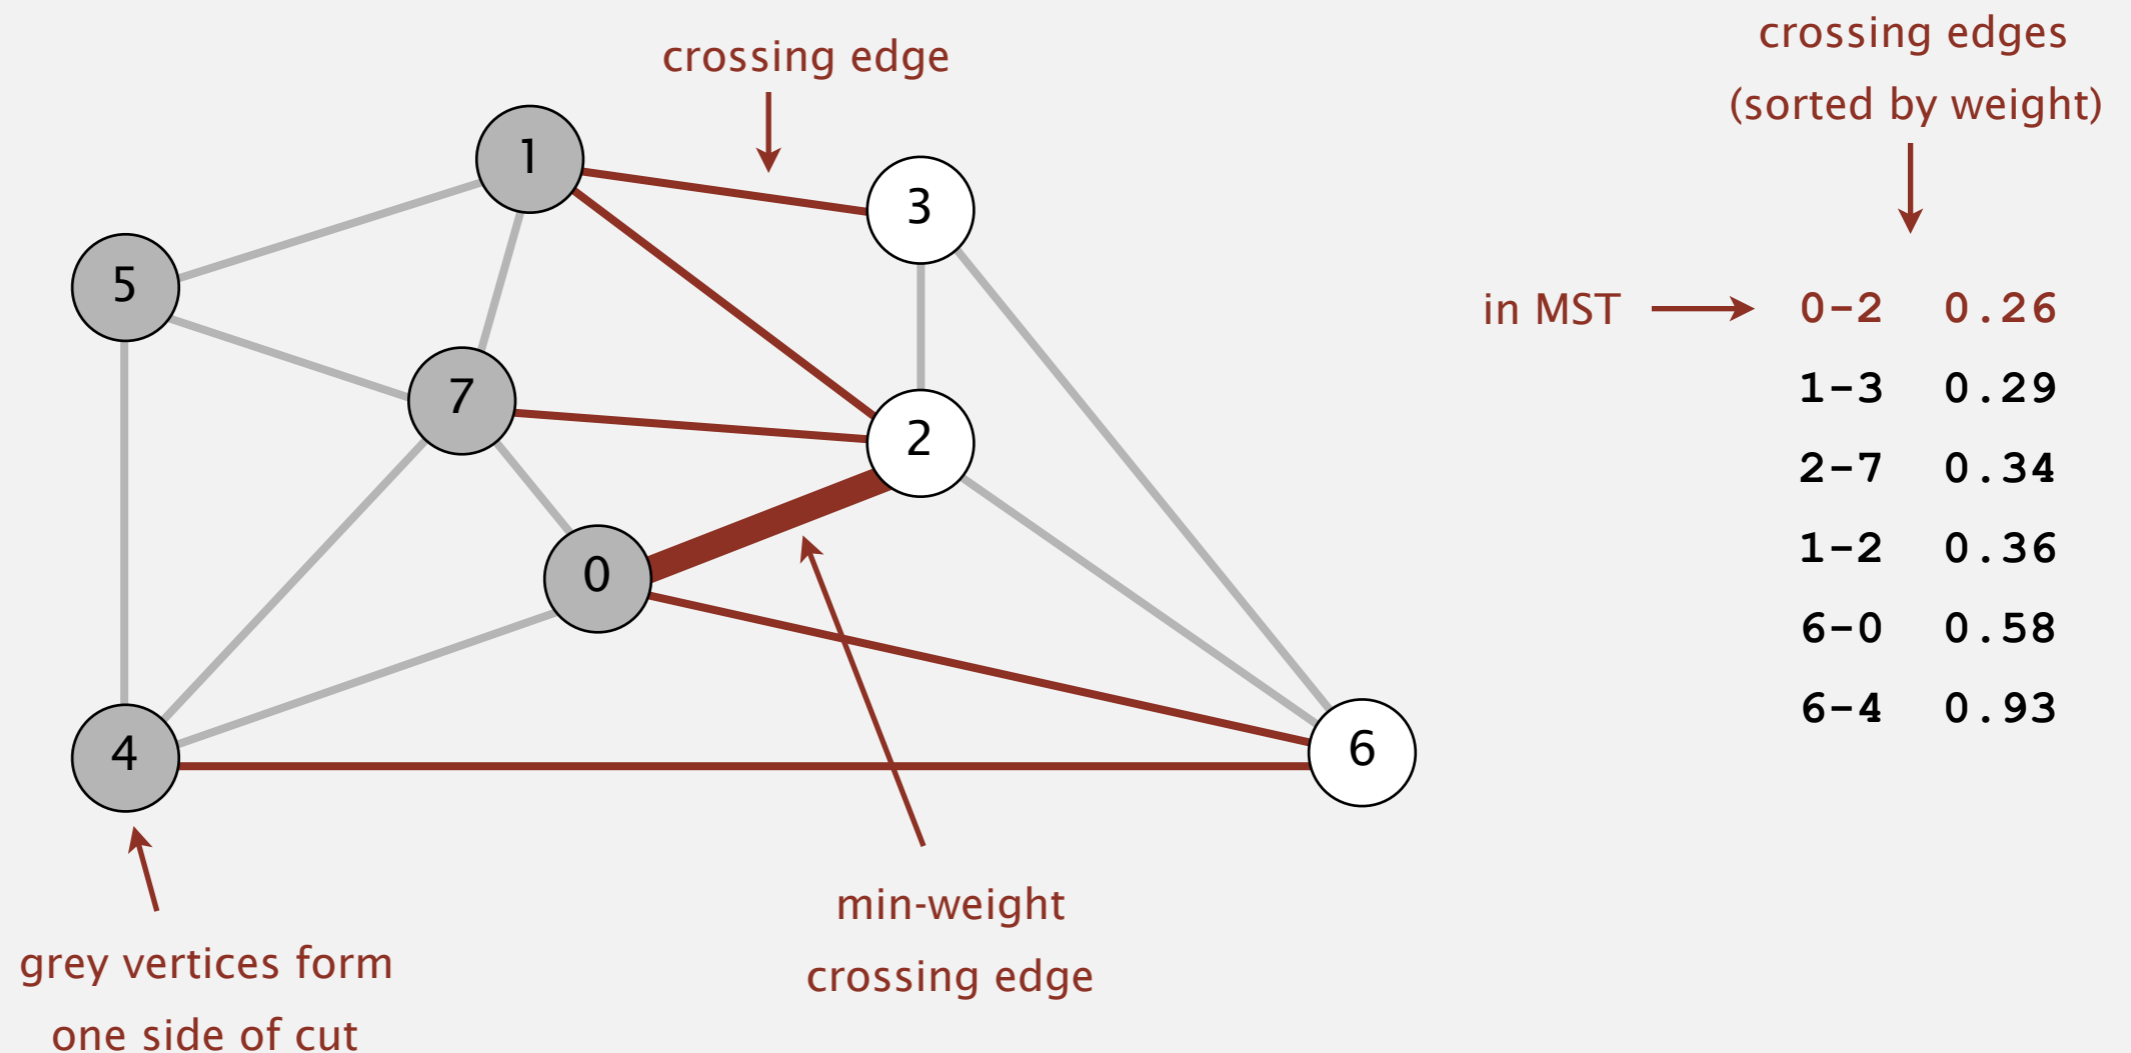 crossing edge
1
3
5
7
2
0
4
6
grey vertices form
one side of cut
min-weight
crossing edge
crossing edges
(sorted by weight)
in MST
0-2 0.26
1-3 0.29
2-7 0.34
1-2 0.36
6-0 0.58
6-4 0.93